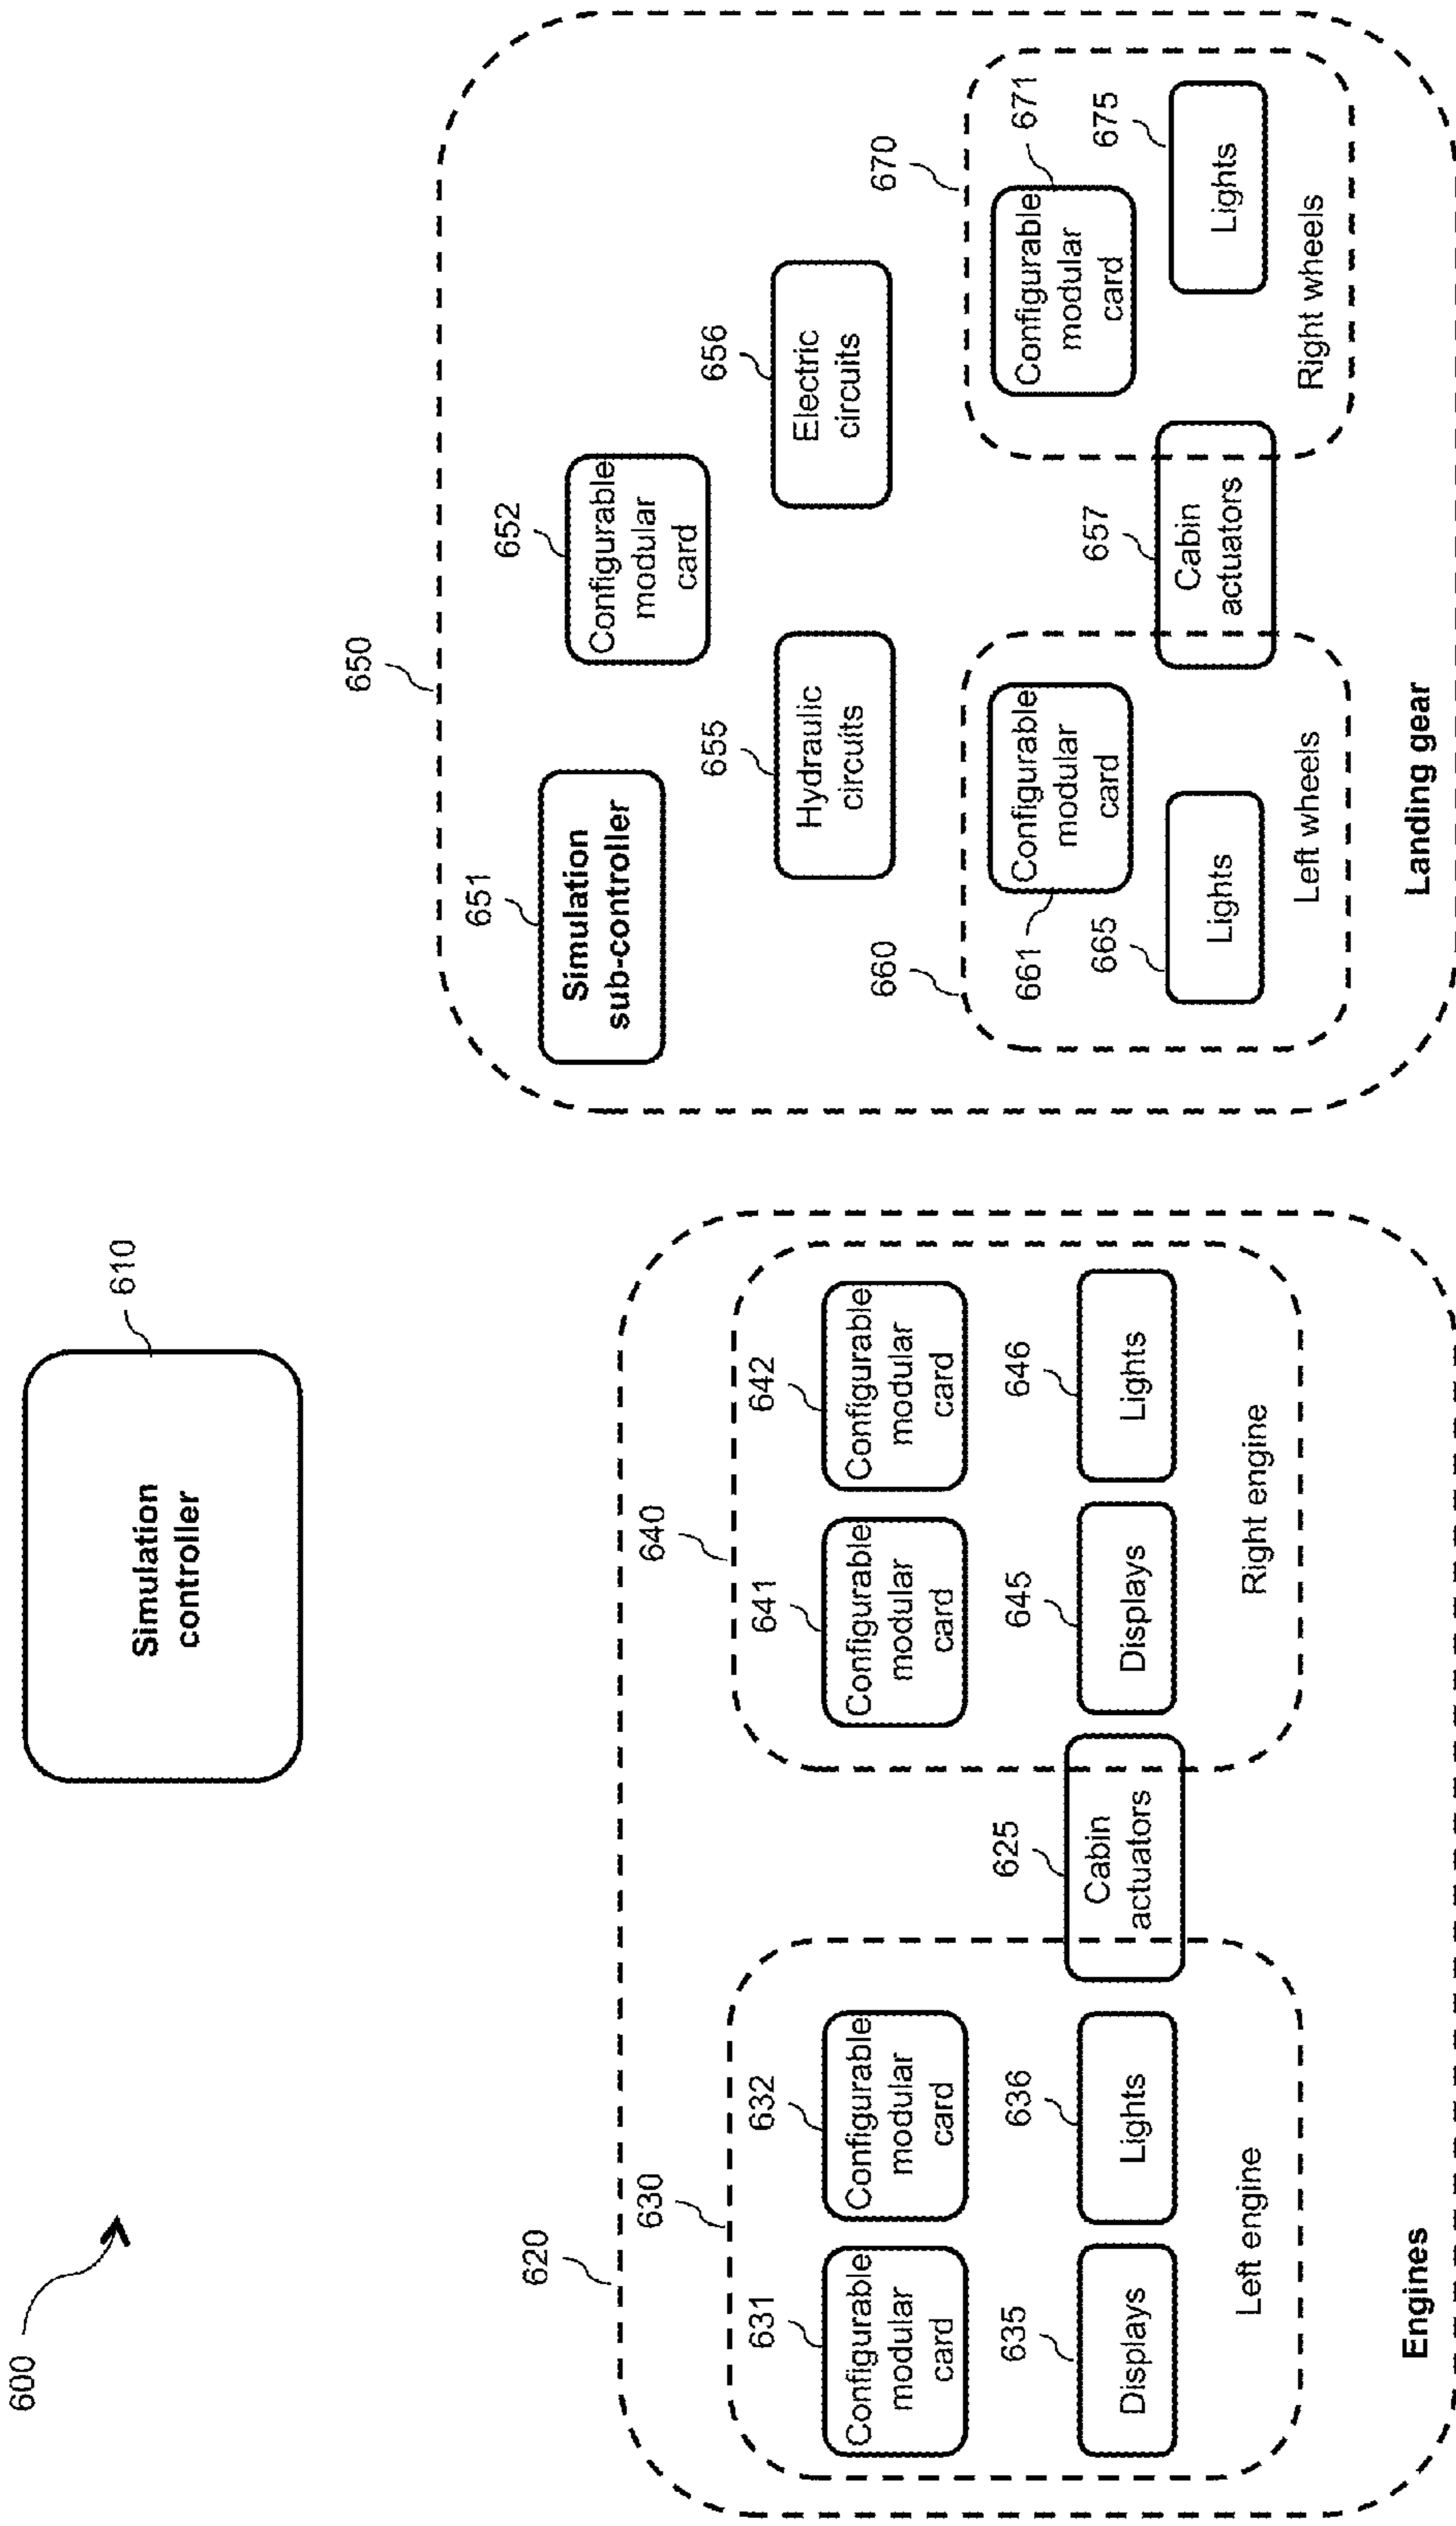 600
Simulation
controller
610
620
630
631
Configurable
modular
card
632
Configurable
modular
card
635
Displays
636
Lights
Left engine
625
Cabin
actuators
640
641
Configurable
modular
card
642
Configurable
modular
card
645
Displays
646
Lights
Right engine
Engines
650
651
Simulation
sub-controller
652
Configurable
modular
card
655
Hydraulic
circuits
656
Electric
circuits
660
661
Configurable
modular
card
665
Lights
Left wheels
657
Cabin
actuators
670
Configurable
modular
card
671
675
Lights
Right wheels
Landing gear